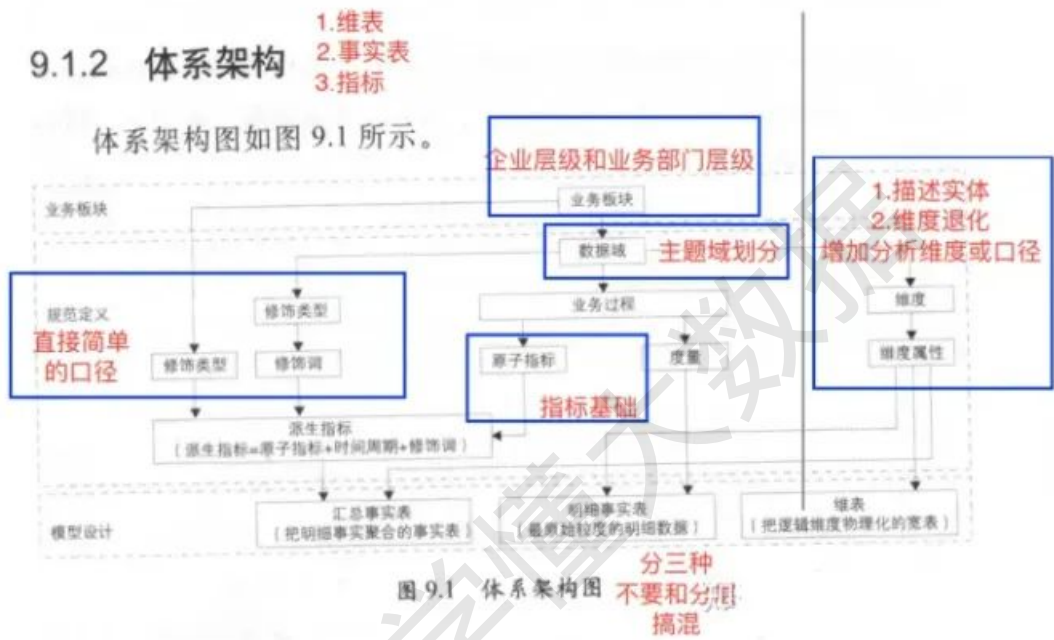 1.维表
2.事实表
3.指标
9.1.2 体系架构
体系架构图如图 9.1 所示。
企业层级和业务部门层级
业务板块
业务板块
1.描述实体
2.维度退化
增加分析维度或口径
数据域
主题域划分
规范定义
直接简单
的口径
修饰类型
业务过程
维度
修饰类型
修饰词
原子指标
度量
维度属性
指标基础
派生指标
(派生指标=原子指标+时间周期+修饰词)
模型设计
汇总事实表
(把明细事实聚合的事实表)
明细事实表
(最原始粒度的明细数据)
维表
(把逻辑维度物理化的宽表)
图 9.1 体系架构图
分三种
不要和分层
搞混
学懂大数据